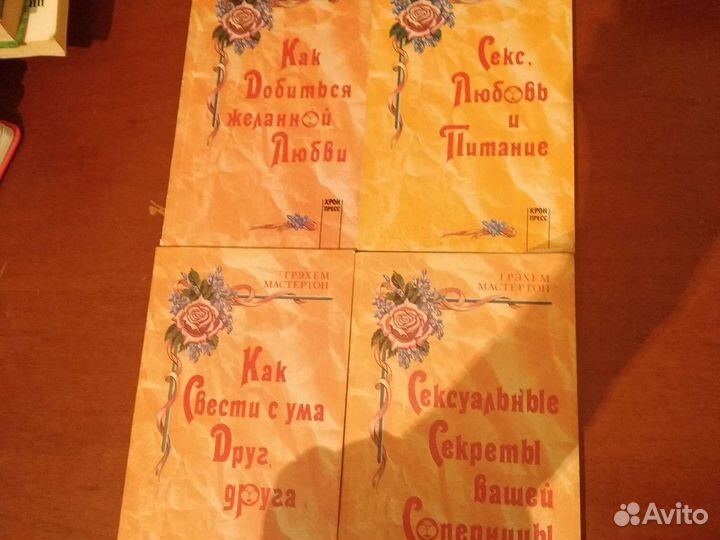 Как
Добиться
желанной
Любви
КРОН
ПРЕСС
Секс,
Любовь
и
Питание
КРОН
ПРЕСС
ГРЭХЕМ
МАСТЕРТОН
Как
Свести с ума
Друг
друга
ГРЭХЕМ
МАСТЕРТОН
Сексуальные
Секреты
вашей
Соперницы
Avito